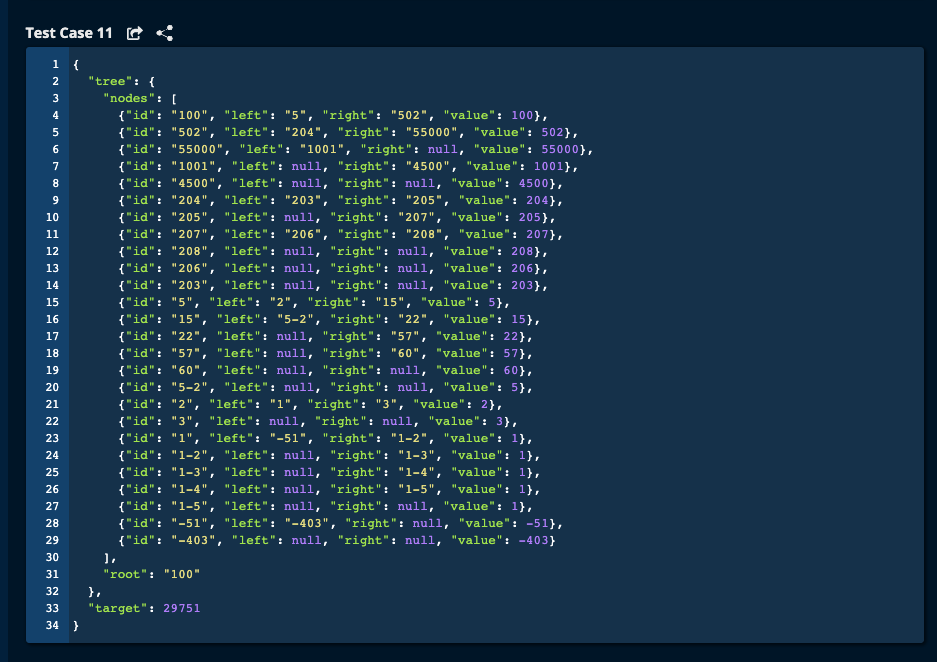 Test Case 11
1 {
2 "tree": {
3 "nodes": [
4 {"id": "100", "left": "5", "right": "502", "value": 100},
5 {"id": "502", "left": "204", "right": "55000", "value": 502},
6 {"id": "55000", "left": "1001", "right": null, "value": 55000},
7 {"id": "1001", "left": null, "right": "4500", "value": 1001},
8 {"id": "4500", "left": null, "right": null, "value": 4500},
9 {"id": "204", "left": "203", "right": "205", "value": 204},
10 {"id": "205", "left": null, "right": "207", "value": 205},
11 {"id": "207", "left": "206", "right": "208", "value": 207},
12 {"id": "208", "left": null, "right": null, "value": 208},
13 {"id": "206", "left": null, "right": null, "value": 206},
14 {"id": "203", "left": null, "right": null, "value": 203},
15 {"id": "5", "left": "2", "right": "15", "value": 5},
16 {"id": "15", "left": "5-2", "right": "22", "value": 15},
17 {"id": "22", "left": null, "right": "57", "value": 22},
18 {"id": "57", "left": null, "right": "60", "value": 57},
19 {"id": "60", "left": null, "right": null, "value": 60},
20 {"id": "5-2", "left": null, "right": null, "value": 5},
21 {"id": "2", "left": "1", "right": "3", "value": 2},
22 {"id": "3", "left": null, "right": null, "value": 3},
23 {"id": "1", "left": "-51", "right": "1-2", "value": 1},
24 {"id": "1-2", "left": null, "right": "1-3", "value": 1},
25 {"id": "1-3", "left": null, "right": "1-4", "value": 1},
26 {"id": "1-4", "left": null, "right": "1-5", "value": 1},
27 {"id": "1-5", "left": null, "right": null, "value": 1},
28 {"id": "-51", "left": "-403", "right": null, "value": -51},
29 {"id": "-403", "left": null, "right": null, "value": -403}
30 ],
31 "root": "100"
32 },
33 "target": 29751
34 }